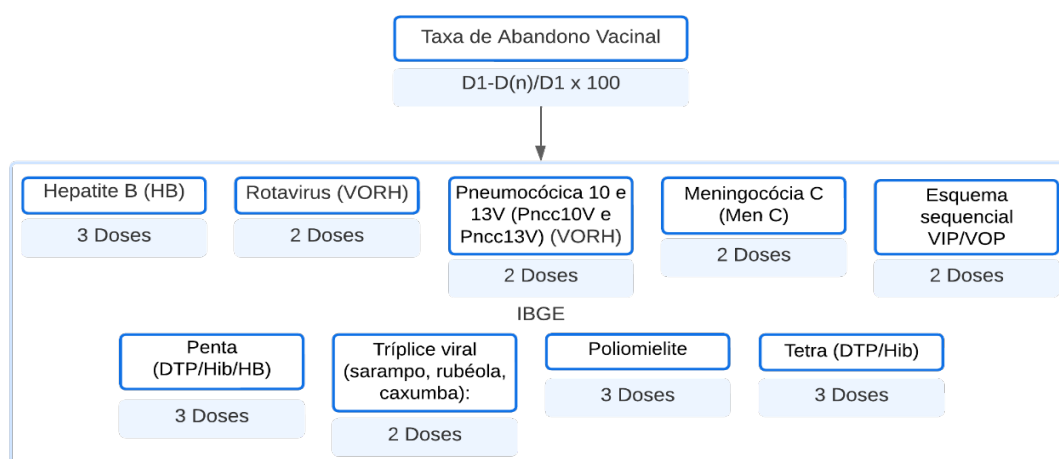 Taxa de Abandono Vacinal
D1-D(n)/D1 x 100
Hepatite B (HB)
3 Doses
Rotavirus (VORH)
2 Doses
Pneumocócica 10 e
13V (Pncc10V e
Pncc13V) (VORH)
2 Doses
Meningocócia C
(Men C)
2 Doses
Esquema
sequencial
VIP/VOP
2 Doses
IBGE
Penta
(DTP/Hib/HB)
3 Doses
Tríplice viral
(sarampo, rubéola,
caxumba):
2 Doses
Poliomielite
3 Doses
Tetra (DTP/Hib)
3 Doses